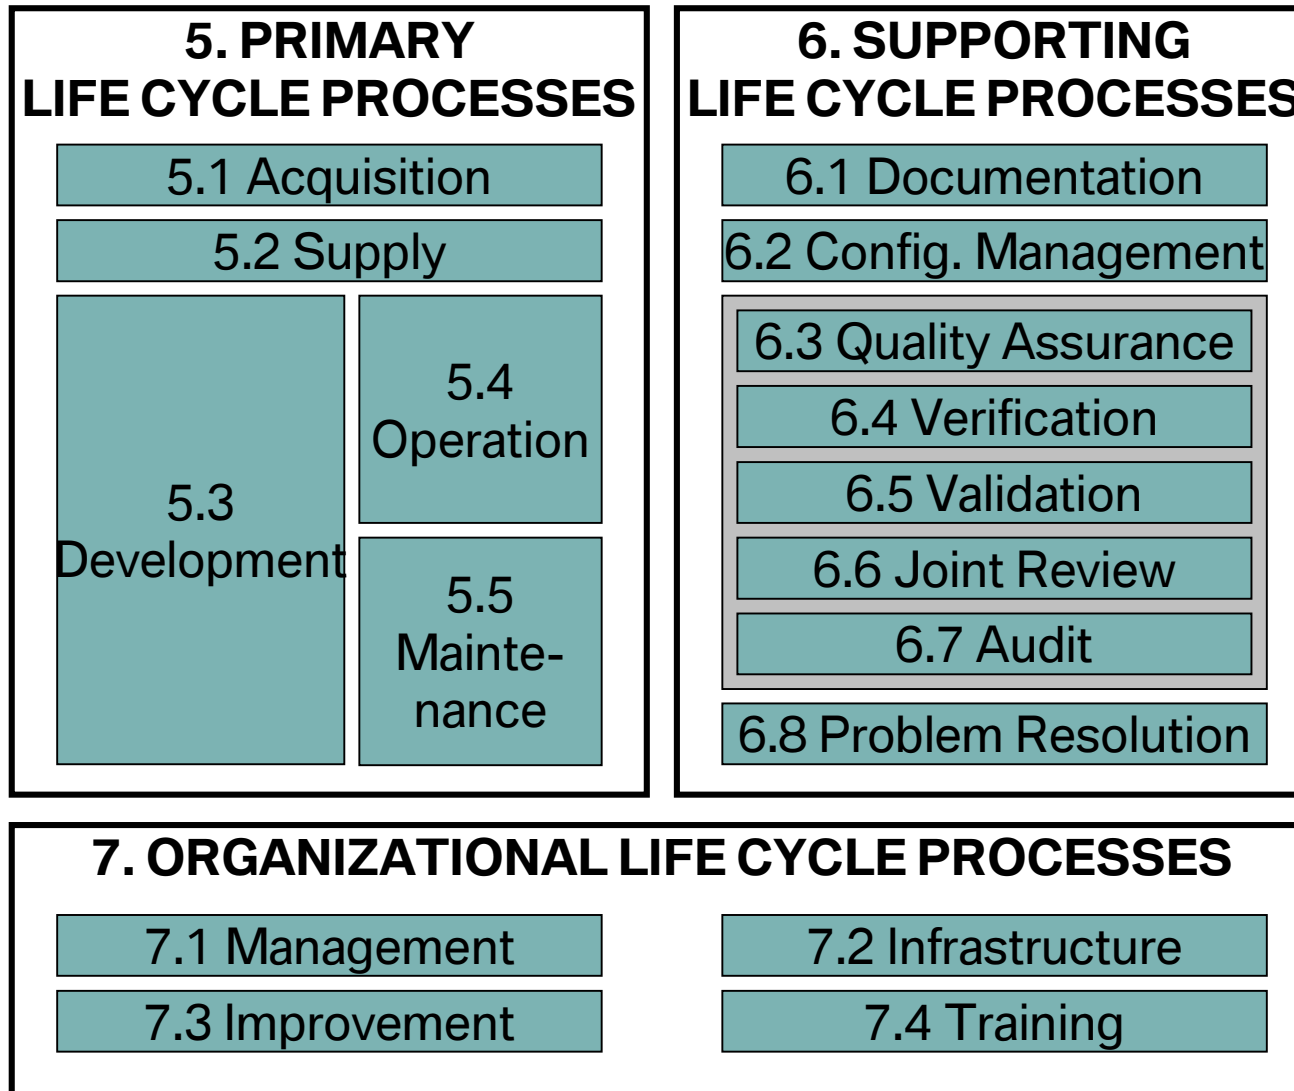 5. PRIMARY
LIFE CYCLE PROCESSES
5.1 Acquisition
5.2 Supply
5.3
Development
5.4
Operation
5.5
Mainte-
nance
6. SUPPORTING
LIFE CYCLE PROCESSES
6.1 Documentation
6.2 Config. Management
6.3 Quality Assurance
6.4 Verification
6.5 Validation
6.6 Joint Review
6.7 Audit
6.8 Problem Resolution
7. ORGANIZATIONAL LIFE CYCLE PROCESSES
7.1 Management
7.2 Infrastructure
7.3 Improvement
7.4 Training